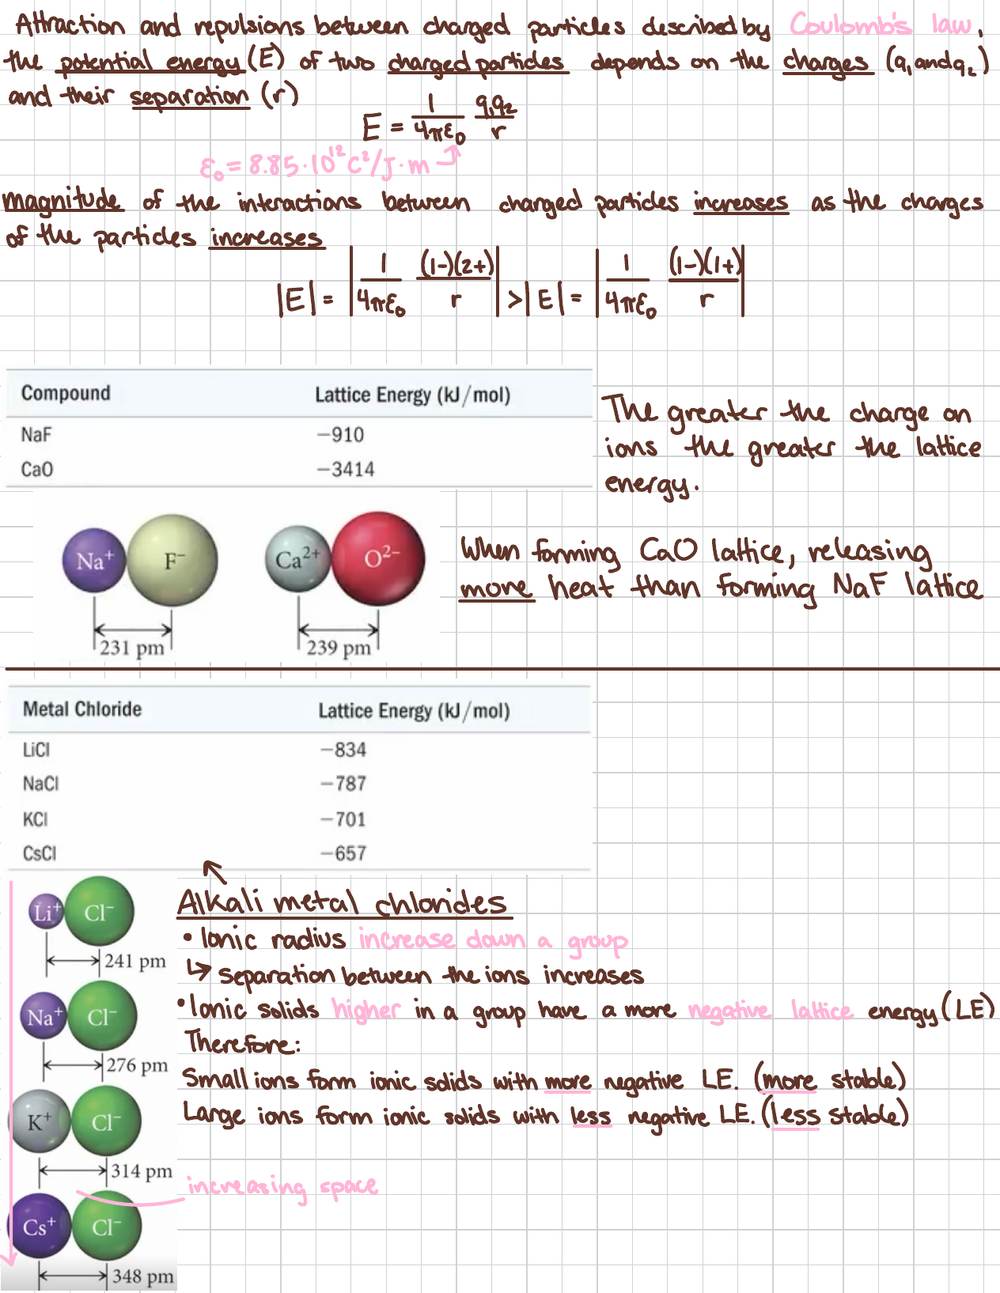 Attraction and repulsions between charged particles described by Coulomb's law,
the potential energy (E) of two charged particles depends on the charges (q₁ and q₂)
and their separation (r)
E = 1/4πε₀ q₁q₂/r
ε₀ = 8.85·10¹² C²/J·m
magnitude of the interactions between charged particles increases as the charges
of the particles increases
|E| = |1/4πε₀ (1-)(2+)/r| > |E| = |1/4πε₀ (1-)(1+)/r|
Compound Lattice Energy (kJ/mol)
NaF −910
CaO −3414
The greater the charge on
ions the greater the lattice
energy.
Na⁺ F⁻ Ca²⁺ O²⁻
231 pm 239 pm
When forming CaO lattice, releasing
more heat than forming NaF lattice
Metal Chloride Lattice Energy (kJ/mol)
LiCl −834
NaCl −787
KCl −701
CsCl −657
Li⁺ Cl⁻
241 pm
Na⁺ Cl⁻
276 pm
K⁺ Cl⁻
314 pm
Cs⁺ Cl⁻
348 pm
Alkali metal chlorides
• Ionic radius increase down a group
↳ separation between the ions increases
• Ionic solids higher in a group have a more negative lattice energy (LE)
Therefore:
Small ions form ionic solids with more negative LE. (more stable)
Large ions form ionic solids with less negative LE. (less stable)
increasing space